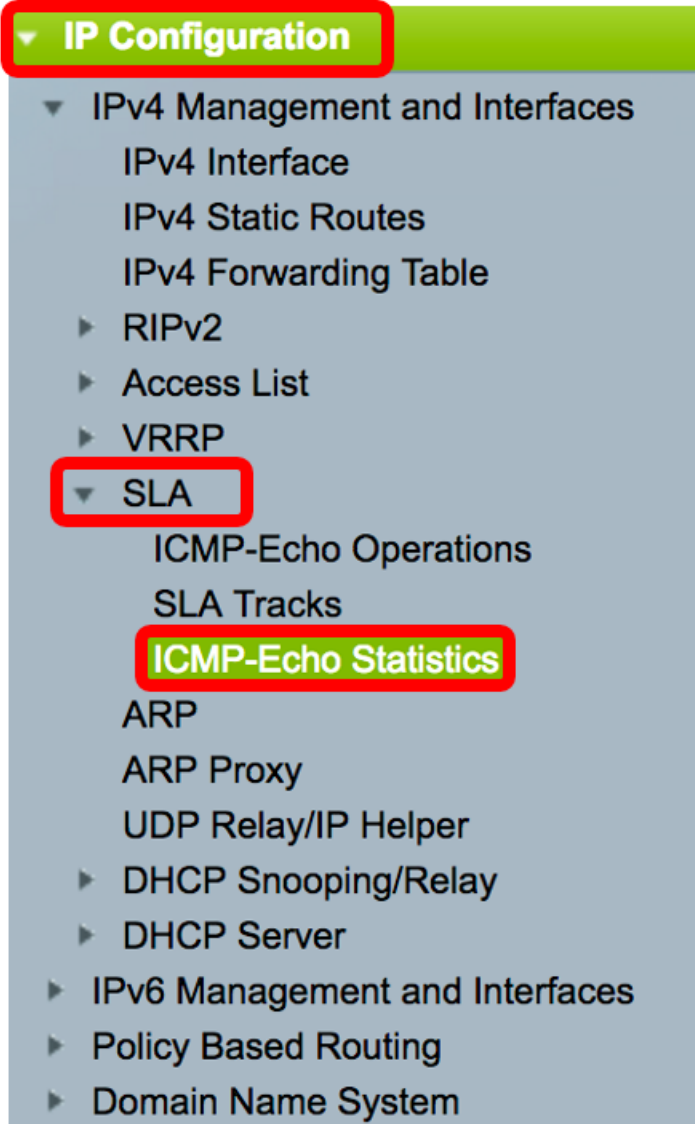 IP Configuration
IPv4 Management and Interfaces
IPv4 Interface
IPv4 Static Routes
IPv4 Forwarding Table
RIPv2
Access List
VRRP
SLA
ICMP-Echo Operations
SLA Tracks
ICMP-Echo Statistics
ARP
ARP Proxy
UDP Relay/IP Helper
DHCP Snooping/Relay
DHCP Server
IPv6 Management and Interfaces
Policy Based Routing
Domain Name System